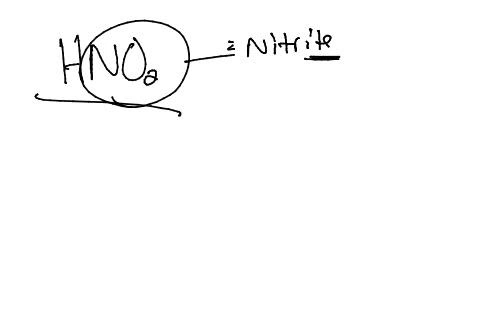 HNO₂ = Nitrite